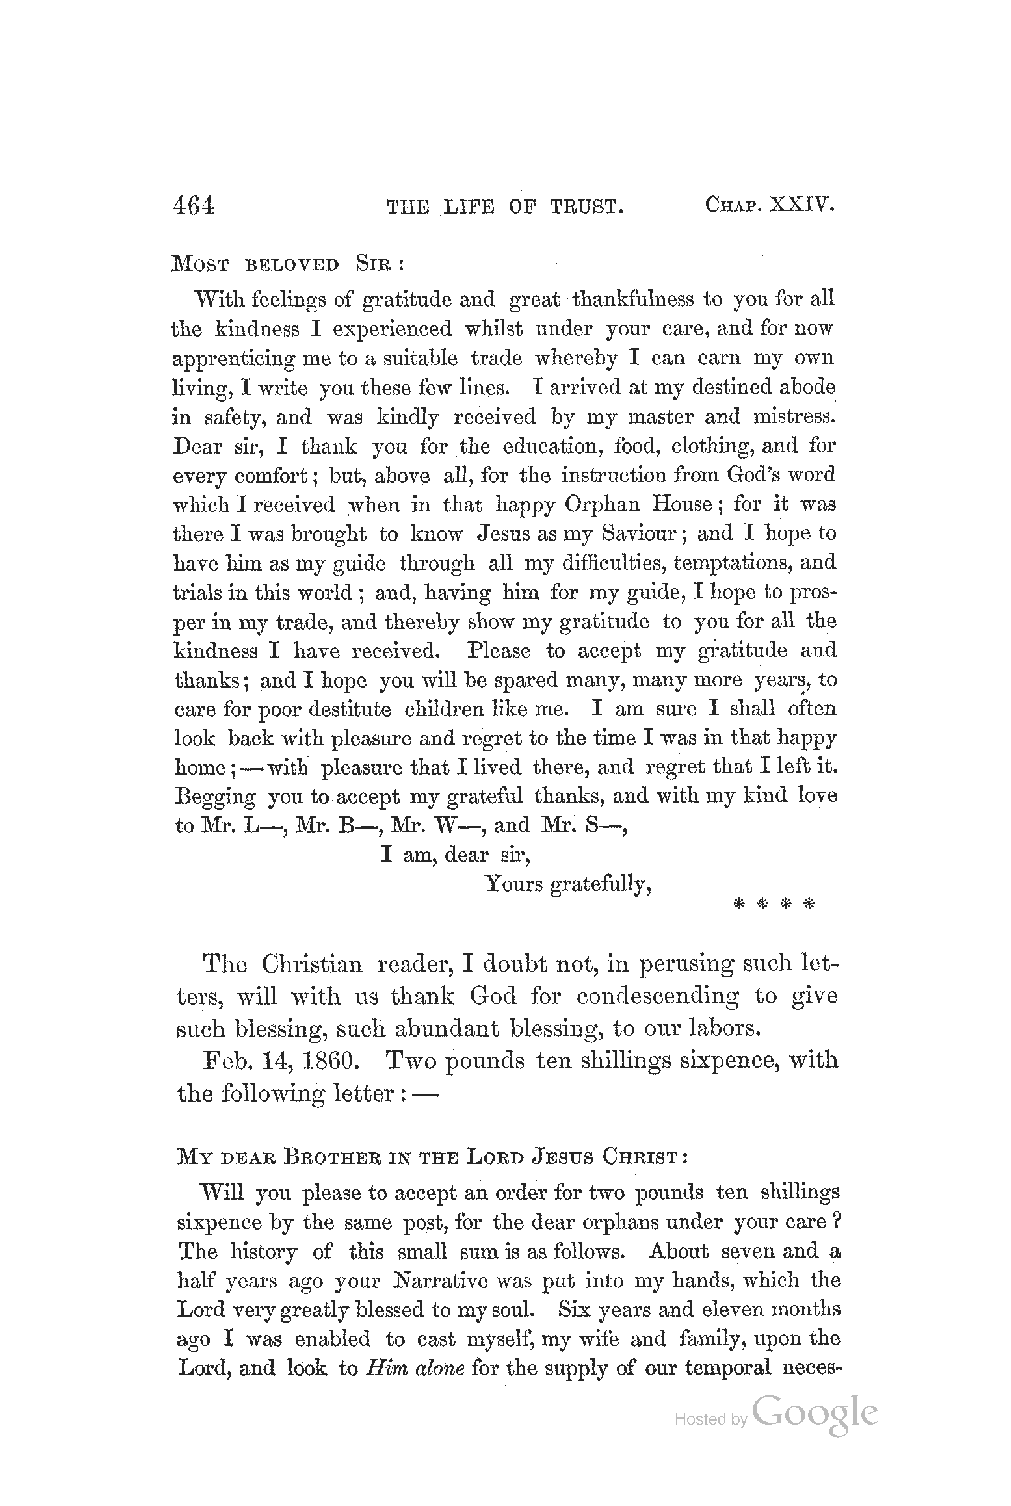 464 THE LIFE OF TRUST. CHAP. XXIV.
MOST BELOVED SIR:
With feelings of gratitude and great thankfulness to you for all
the kindness I experienced whilst under your care, and for now
apprenticing me to a suitable trade whereby I can earn my own
living, I write you these few lines. I arrived at my destined abode
in safety, and was kindly received by my master and mistress.
Dear sir, I thank you for the education, food, clothing, and for
every comfort; but, above all, for the instruction from God's word
which I received when in that happy Orphan House; for it was
there I was brought to know Jesus as my Saviour; and I hope to
have him as my guide through all my difficulties, temptations, and
trials in this world; and, having him for my guide, I hope to pros-
per in my trade, and thereby show my gratitude to you for all the
kindness I have received. Please to accept my gratitude and
thanks; and I hope you will be spared many, many more years, to
care for poor destitute children like me. I am sure I shall often
look back with pleasure and regret to the time I was in that happy
home;—with pleasure that I lived there, and regret that I left it.
Begging you to accept my grateful thanks, and with my kind love
to Mr. L—, Mr. B—, Mr. W—, and Mr. S—,
I am, dear sir,
Yours gratefully,
* * * *
The Christian reader, I doubt not, in perusing such let-
ters, will with us thank God for condescending to give
such blessing, such abundant blessing, to our labors.
Feb. 14, 1860. Two pounds ten shillings sixpence, with
the following letter:—
MY DEAR BROTHER IN THE LORD JESUS CHRIST:
Will you please to accept an order for two pounds ten shillings
sixpence by the same post, for the dear orphans under your care?
The history of this small sum is as follows. About seven and a
half years ago your Narrative was put into my hands, which the
Lord very greatly blessed to my soul. Six years and eleven months
ago I was enabled to cast myself, my wife and family, upon the
Lord, and look to Him alone for the supply of our temporal neces-
Hosted by Google